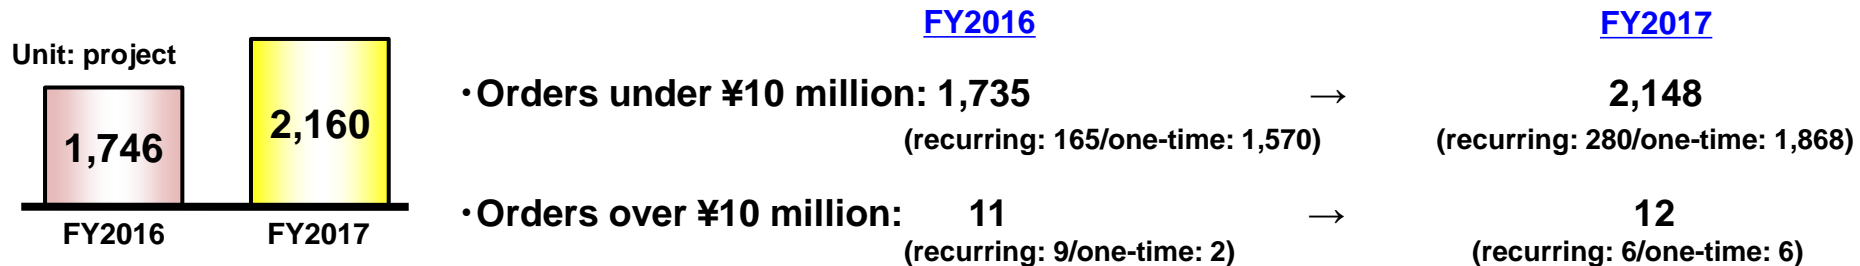 FY2016 FY2017
Unit: project
1,746
2,160
FY2016 FY2017
・Orders under ¥10 million: 1,735 → 2,148
(recurring: 165/one-time: 1,570) (recurring: 280/one-time: 1,868)
・Orders over ¥10 million: 11 → 12
(recurring: 9/one-time: 2) (recurring: 6/one-time: 6)